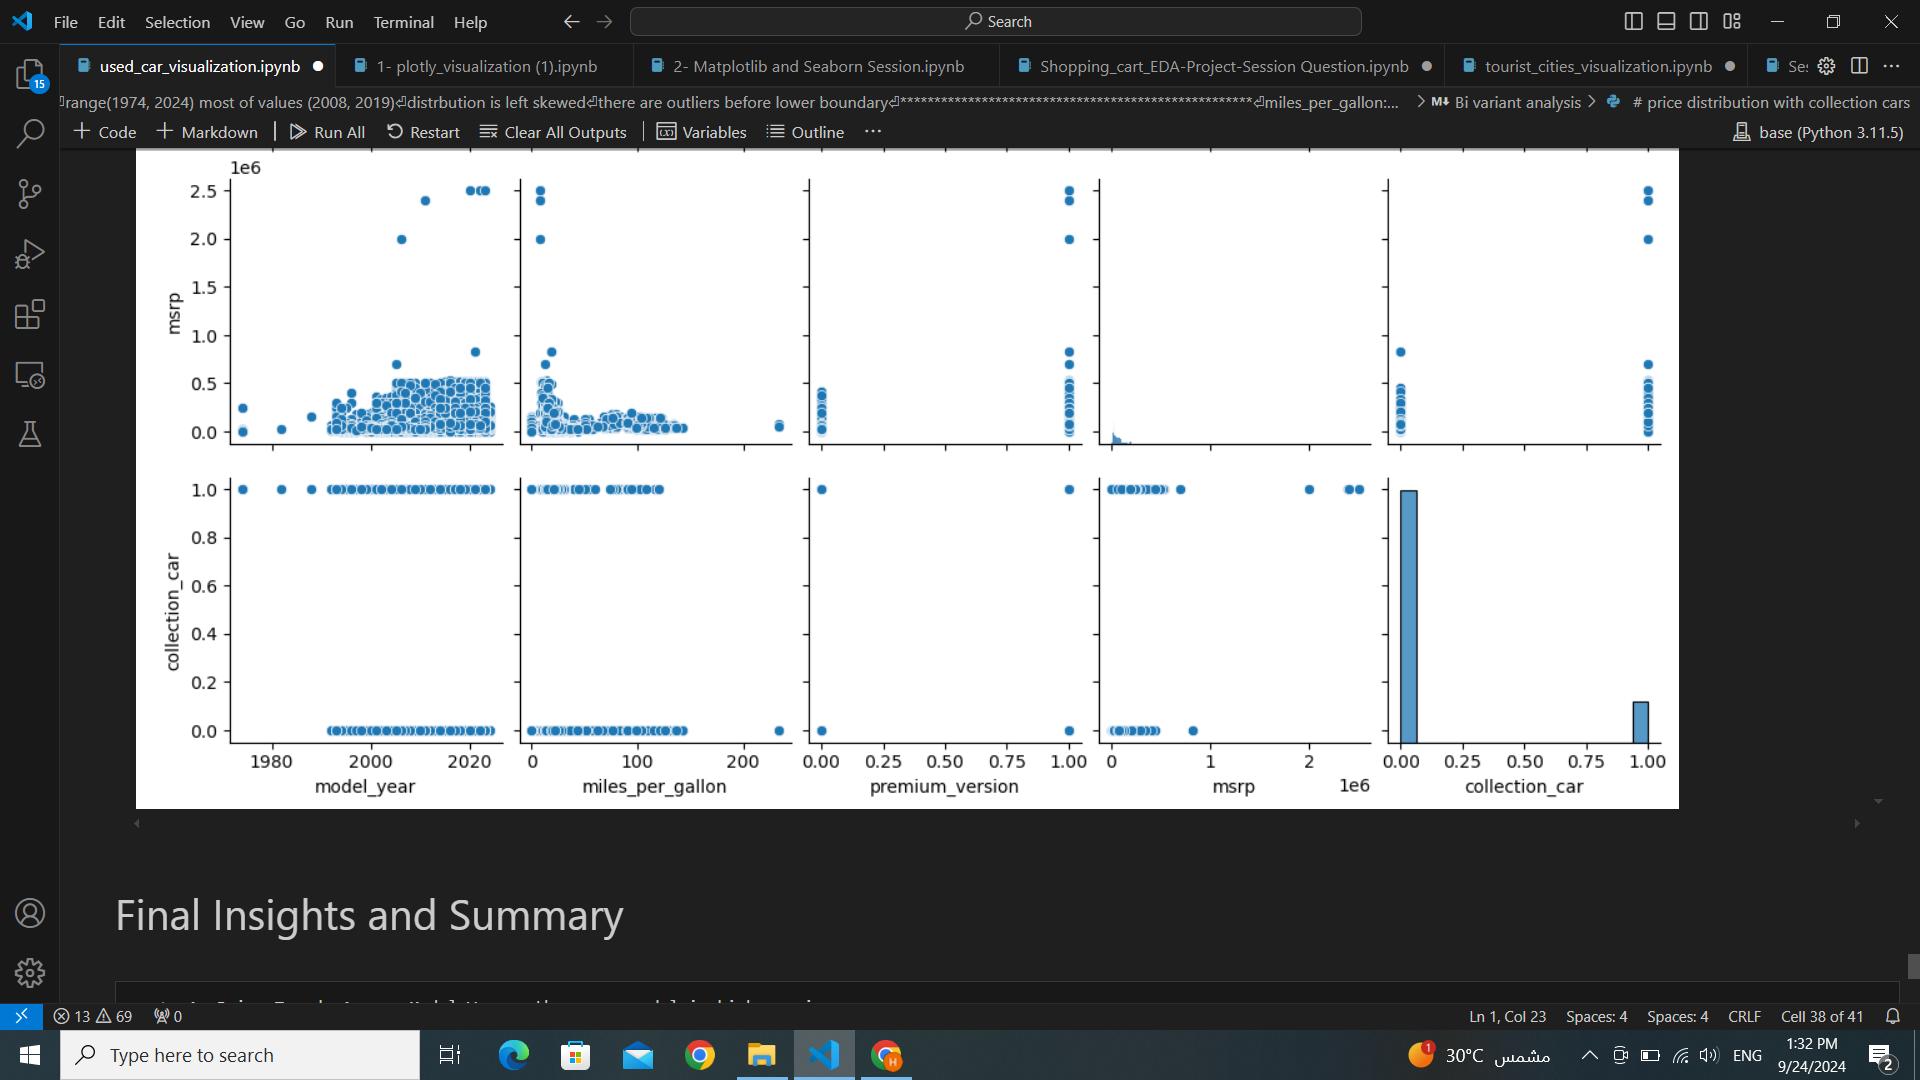 File Edit Selection View Go Run Terminal Help
Search
used_car_visualization.ipynb
1- plotly_visualization (1).ipynb
2- Matplotlib and Seaborn Session.ipynb
Shopping_cart_EDA-Project-Session Question.ipynb
tourist_cities_visualization.ipynb
range(1974, 2024) most of values (2008, 2019)⏎distrbution is left skewed⏎there are outliers before lower boundary⏎****************************************************⏎miles_per_gallon:... > M↓ Bi variant analysis > # price distribution with collection cars
+ Code + Markdown Run All Restart Clear All Outputs Variables Outline ···
base (Python 3.11.5)
15
1e6
2.5
2.0
1.5
1.0
0.5
0.0
msrp
1.0
0.8
0.6
0.4
0.2
0.0
collection_car
1980 2000 2020
model_year
0 100 200
miles_per_gallon
0.00 0.25 0.50 0.75 1.00
premium_version
0 1 2
msrp
1e6
0.00 0.25 0.50 0.75 1.00
collection_car
Final Insights and Summary
13 69 0
Ln 1, Col 23 Spaces: 4 Spaces: 4 CRLF Cell 38 of 41
Type here to search
H
1
30°C مشمس
ENG
1:32 PM
9/24/2024
2